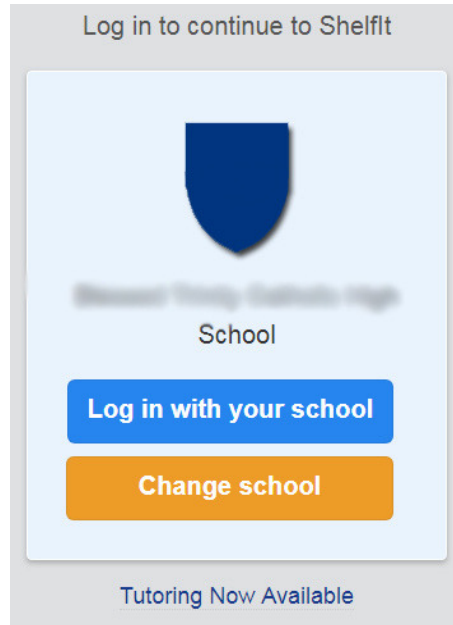 Log in to continue to ShelfIt
School
Log in with your school
Change school
Tutoring Now Available